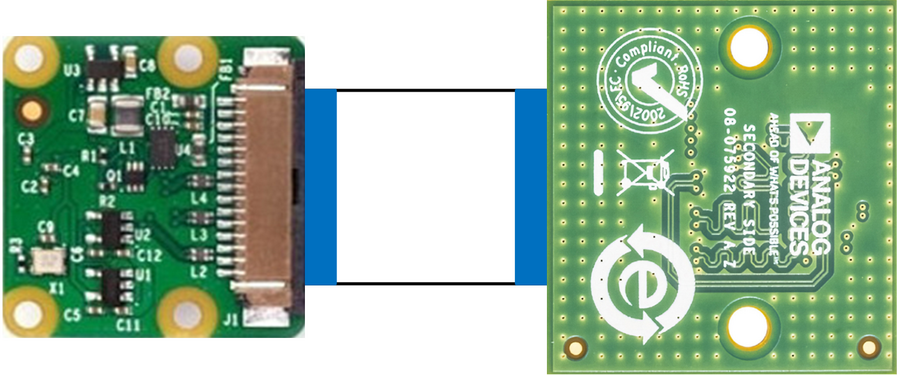 U3
C8
FB1
FB2
C7
C1
C10
C3
L1
U4
R1
C4
C2
Q1
L4
R2
C9
U2
L3
R3
C6
C12
U1
L2
X1
C5
C11
J1
2002/95/EC · Compliant RoHS
AHEAD OF WHAT'S POSSIBLE™
ANALOG
DEVICES
SECONDARY SIDE
08-075922 REV A
e